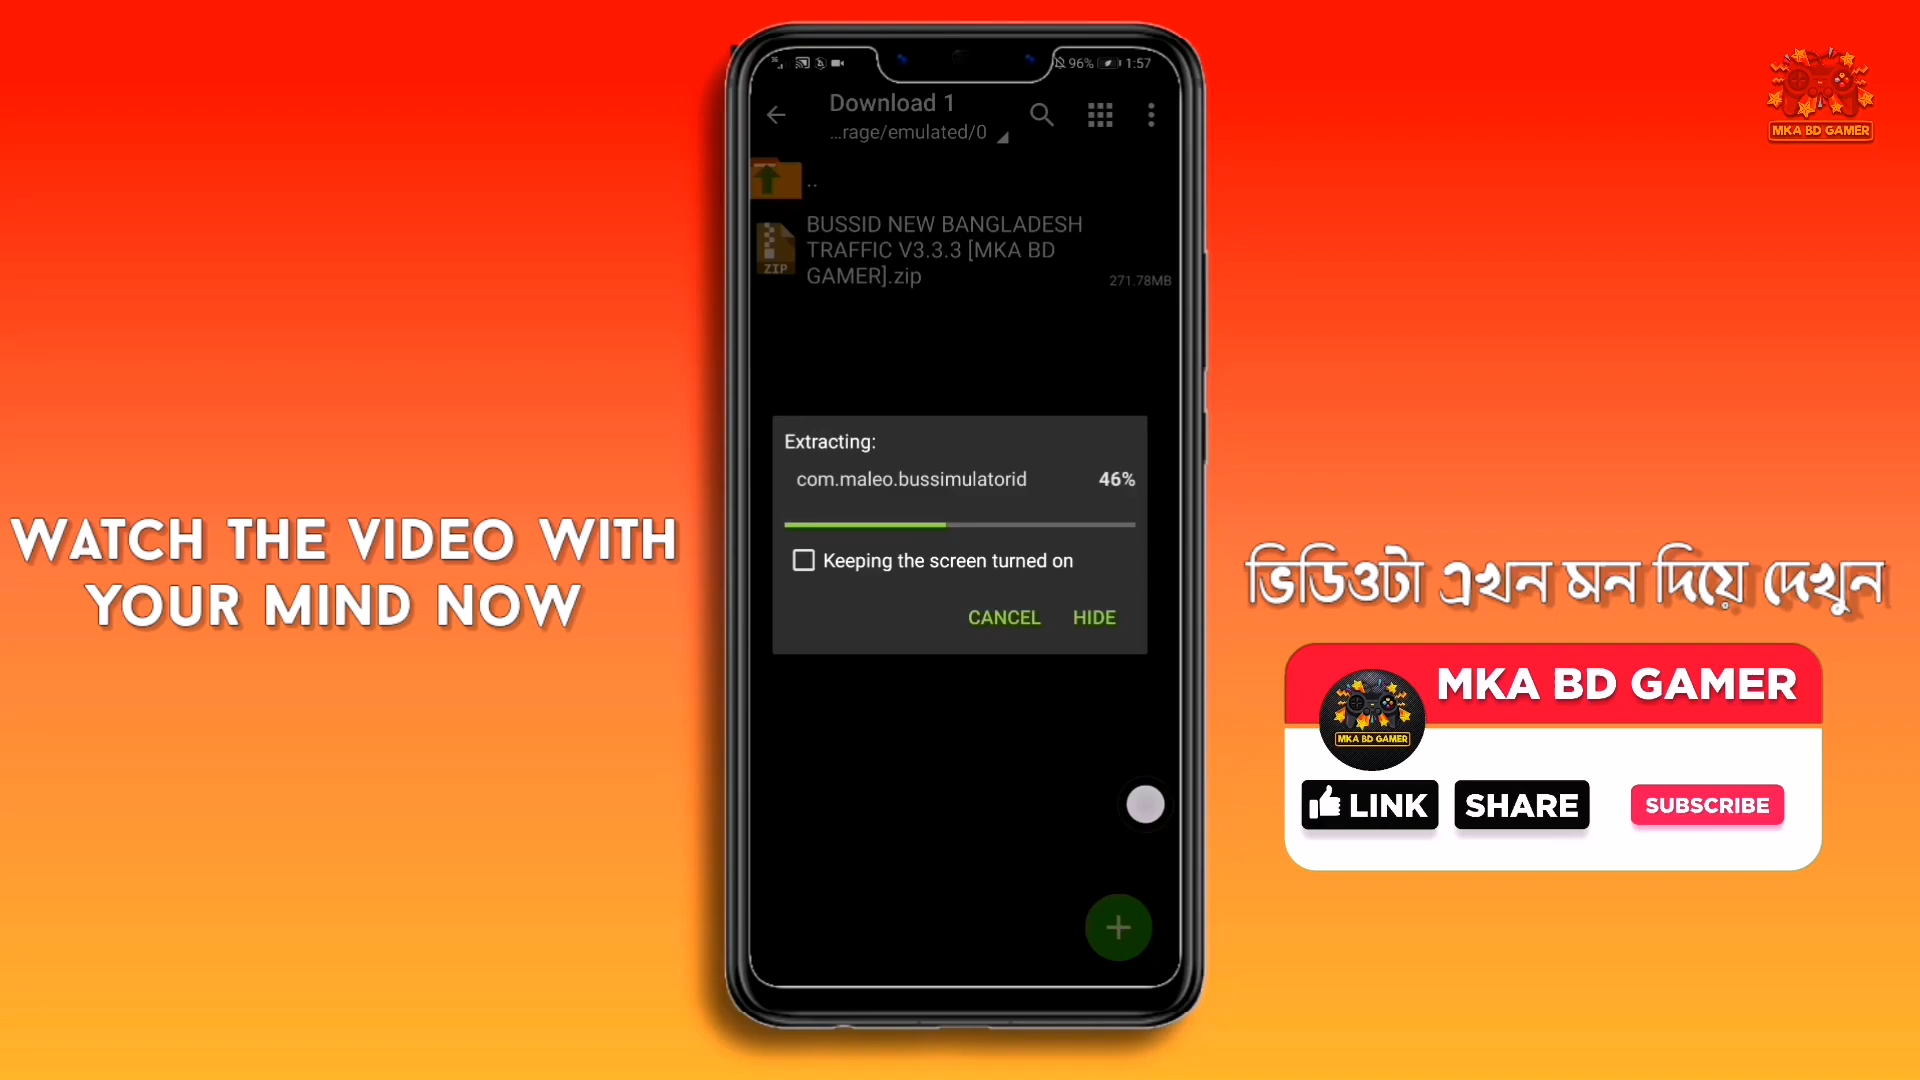 96% 1:57
Download 1
...rage/emulated/0
..
BUSSID NEW BANGLADESH
TRAFFIC V3.3.3 [MKA BD
GAMER].zip
271.78MB
ZIP
Extracting:
com.maleo.bussimulatorid 46%
Keeping the screen turned on
CANCEL HIDE
WATCH THE VIDEO WITH
YOUR MIND NOW
MKA BD GAMER
ভিডিওটা এখন মন দিয়ে দেখুন
MKA BD GAMER
MKA BD GAMER
LINK SHARE SUBSCRIBE